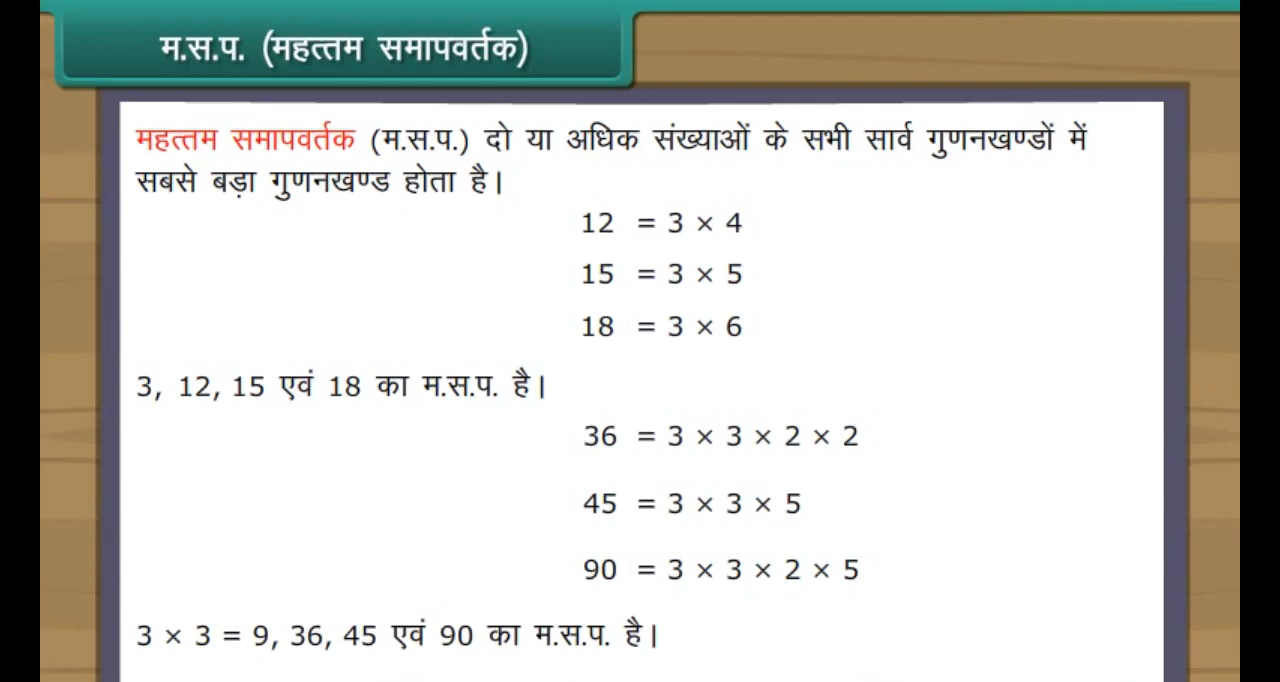 म.स.प. (महत्तम समापवर्तक)
महत्तम समापवर्तक (म.स.प.) दो या अधिक संख्याओं के सभी सार्व गुणनखण्डों में
सबसे बड़ा गुणनखण्ड होता है।
12 = 3 × 4
15 = 3 × 5
18 = 3 × 6
3, 12, 15 एवं 18 का म.स.प. है।
36 = 3 × 3 × 2 × 2
45 = 3 × 3 × 5
90 = 3 × 3 × 2 × 5
3 × 3 = 9, 36, 45 एवं 90 का म.स.प. है।